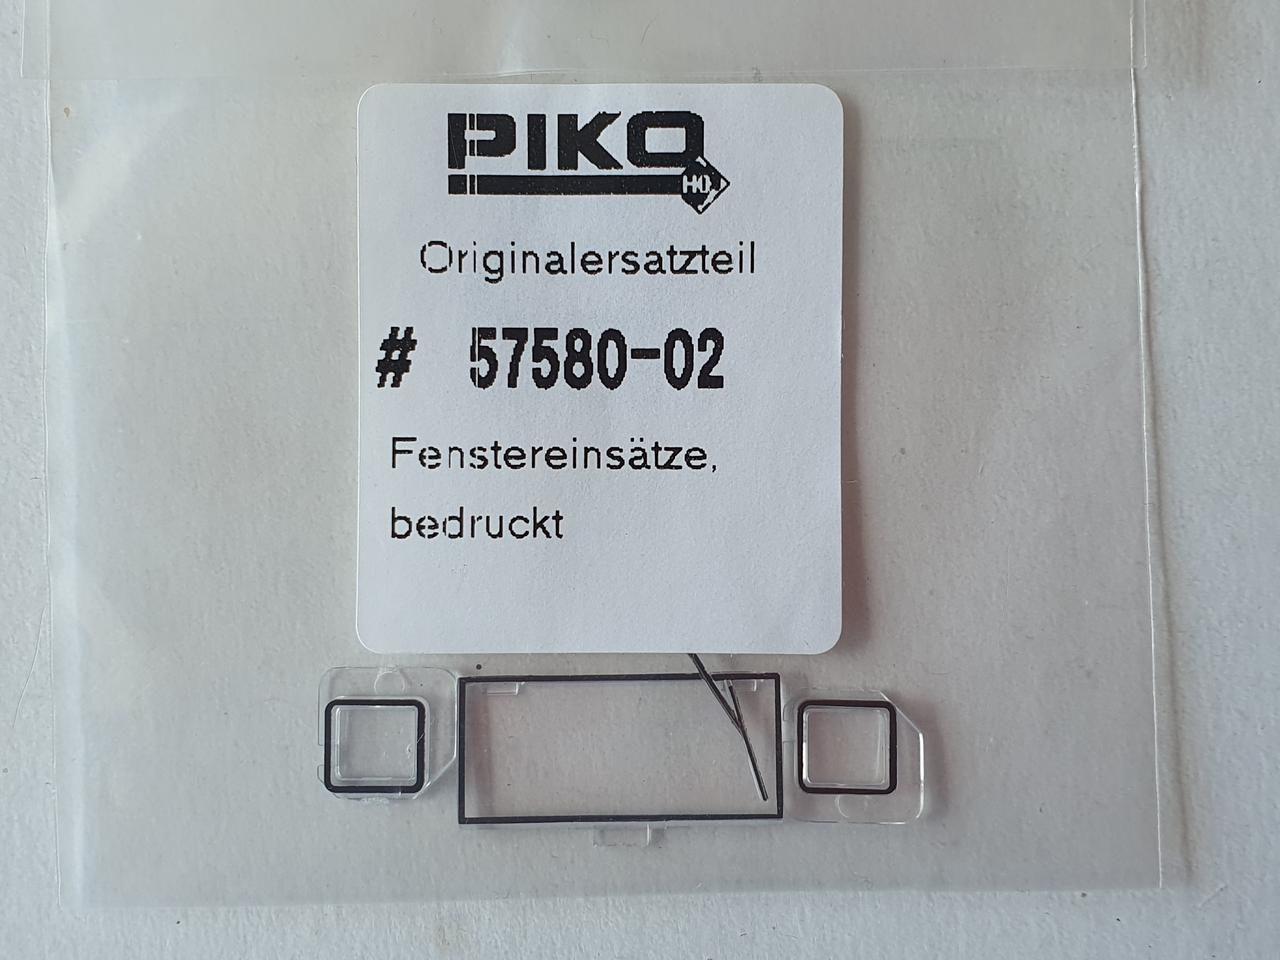 PIKO
H0
Originalersatzteil
# 57580-02
Fenstereinsätze,
bedruckt